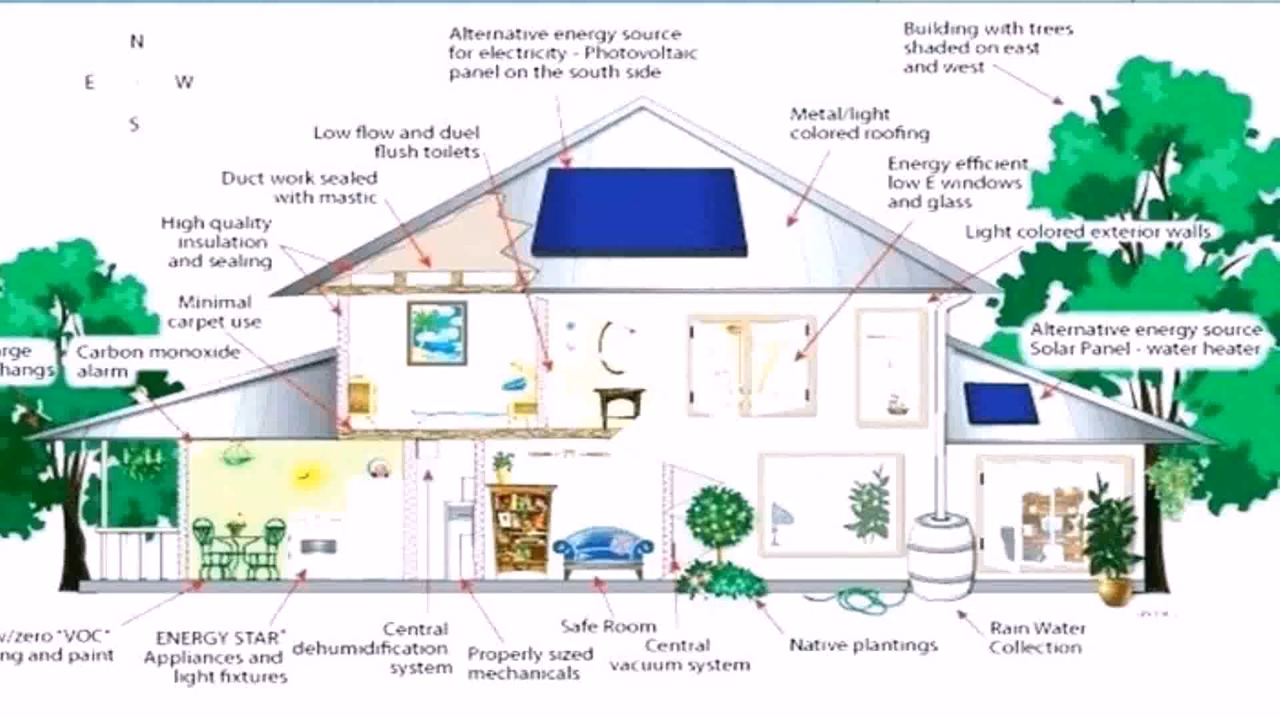 N
E W
S
Alternative energy source
for electricity - Photovoltaic
panel on the south side
Building with trees
shaded on east
and west
Low flow and duel
flush toilets
Metal/light
colored roofing
Duct work sealed
with mastic
Energy efficient
low E windows
and glass
High quality
insulation
and sealing
Light colored exterior walls
Minimal
carpet use
Carbon monoxide
alarm
Alternative energy source
Solar Panel - water heater
"VOC"
and paint
ENERGY STAR
Appliances and
light fixtures
Central
dehumidification
system
Properly sized
mechanicals
Safe Room
Central
vacuum system
Native plantings
Rain Water
Collection